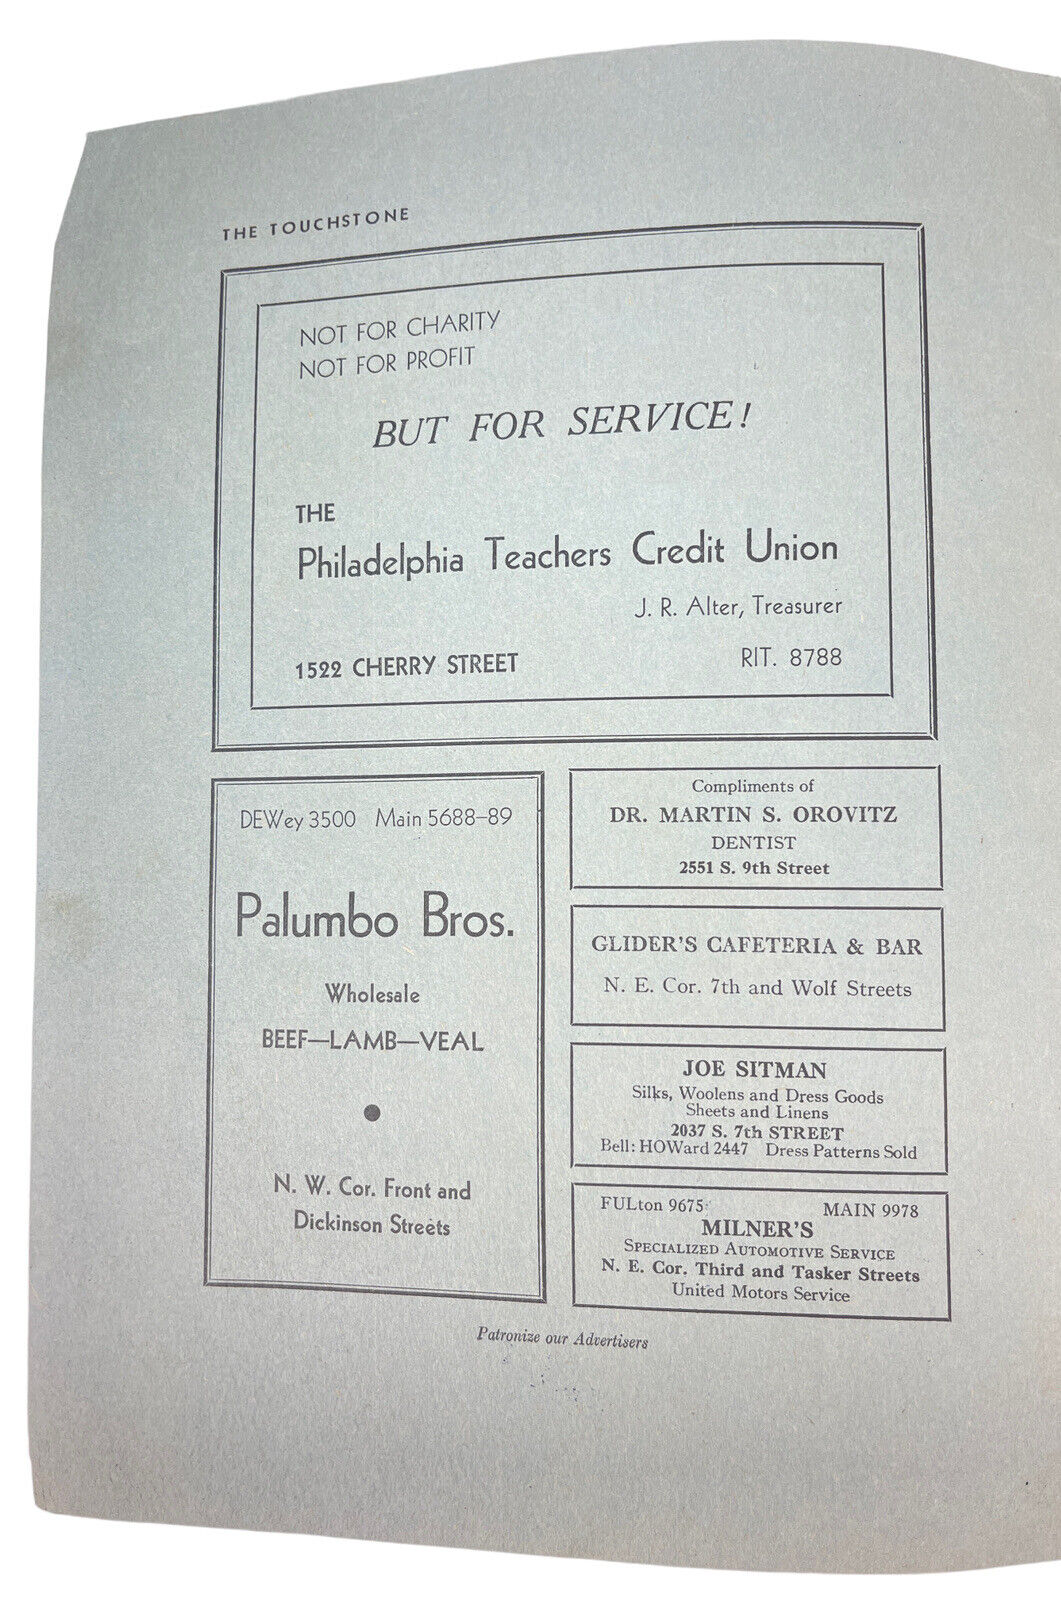 THE TOUCHSTONE
NOT FOR CHARITY
NOT FOR PROFIT
BUT FOR SERVICE!
THE
Philadelphia Teachers Credit Union
J. R. Alter, Treasurer
1522 CHERRY STREET RIT. 8788
DEWey 3500 Main 5688-89
Palumbo Bros.
Wholesale
BEEF—LAMB—VEAL
N. W. Cor. Front and
Dickinson Streets
Compliments of
DR. MARTIN S. OROVITZ
DENTIST
2551 S. 9th Street
GLIDER'S CAFETERIA & BAR
N. E. Cor. 7th and Wolf Streets
JOE SITMAN
Silks, Woolens and Dress Goods
Sheets and Linens
2037 S. 7th STREET
Bell: HOWard 2447 Dress Patterns Sold
FULton 9675 MAIN 9978
MILNER'S
SPECIALIZED AUTOMOTIVE SERVICE
N. E. Cor. Third and Tasker Streets
United Motors Service
Patronize our Advertisers